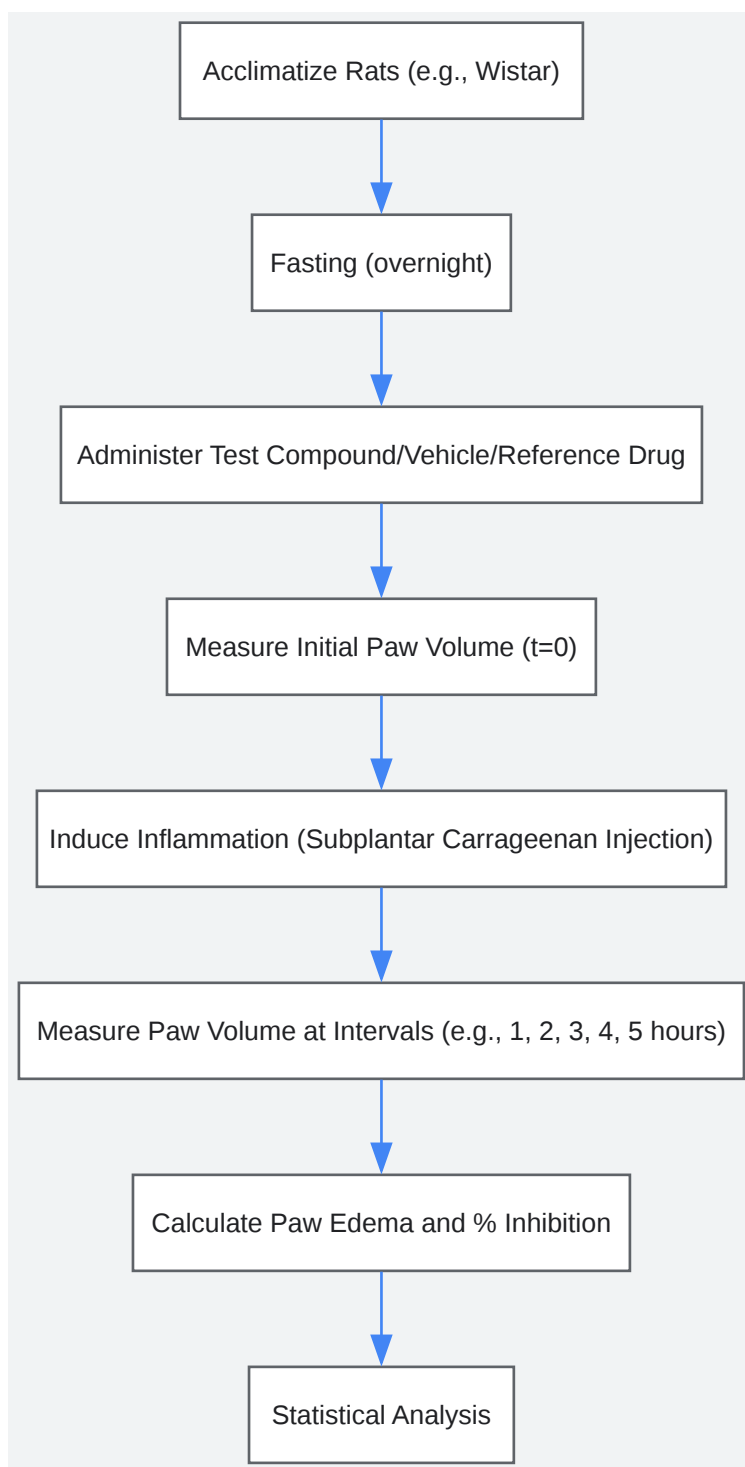 Acclimatize Rats (e.g., Wistar)
Fasting (overnight)
Administer Test Compound/Vehicle/Reference Drug
Measure Initial Paw Volume (t=0)
Induce Inflammation (Subplantar Carrageenan Injection)
Measure Paw Volume at Intervals (e.g., 1, 2, 3, 4, 5 hours)
Calculate Paw Edema and % Inhibition
Statistical Analysis